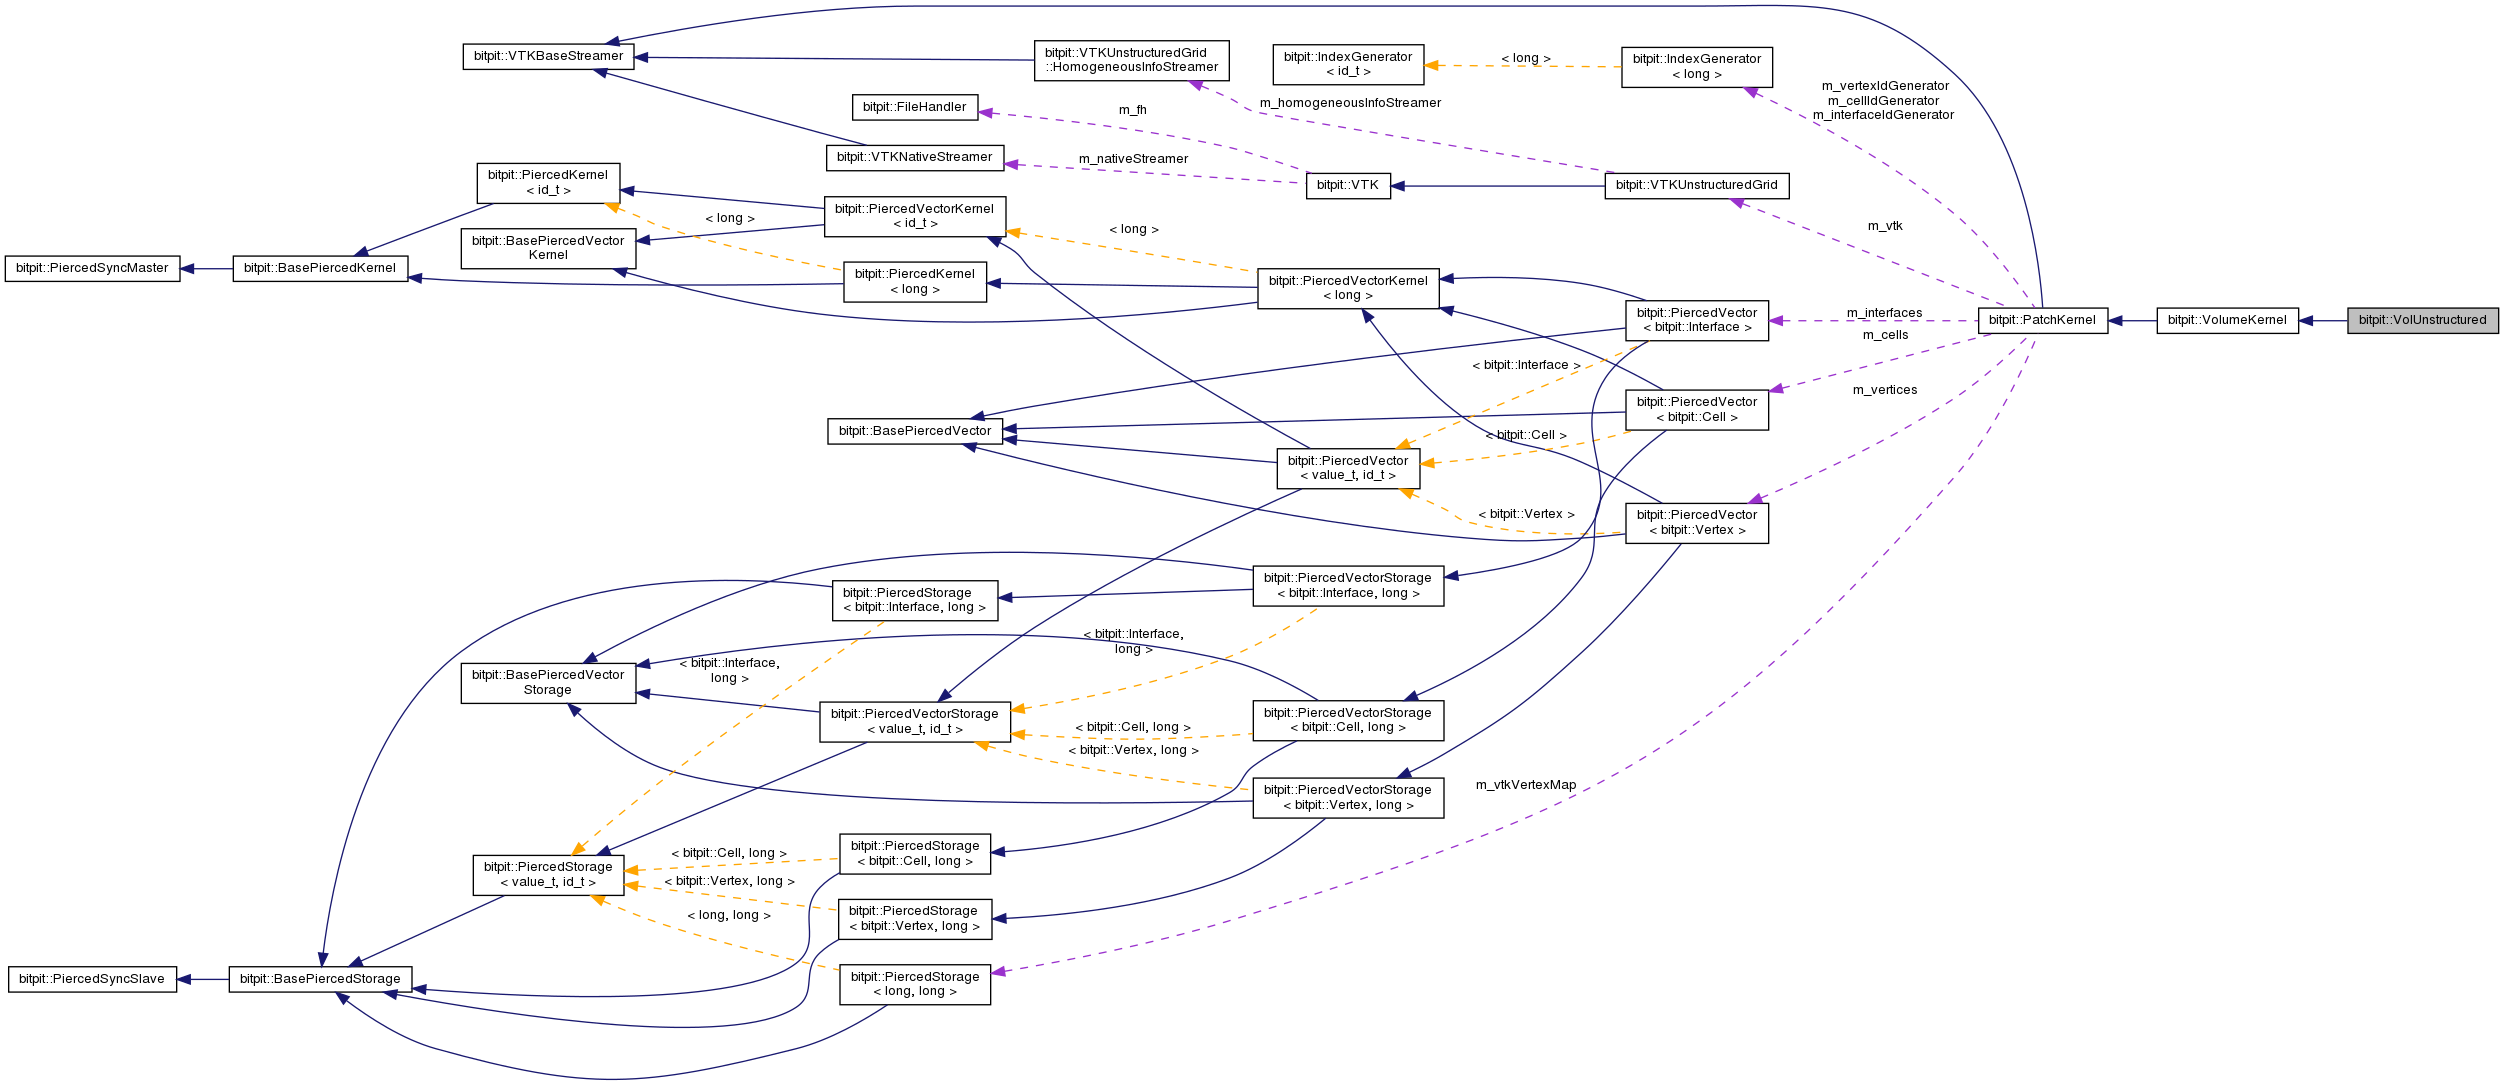 bitpit::VTKBaseStreamer
bitpit::VTKUnstructuredGrid
::HomogeneousInfoStreamer
bitpit::IndexGenerator
< id_t >
< long >
bitpit::IndexGenerator
< long >
bitpit::FileHandler
m_fh
m_homogeneousInfoStreamer
m_vertexIdGenerator
m_cellIdGenerator
m_interfaceIdGenerator
bitpit::VTKNativeStreamer
m_nativeStreamer
bitpit::VTK
bitpit::VTKUnstructuredGrid
bitpit::PiercedKernel
< id_t >
< long >
bitpit::PiercedVectorKernel
< id_t >
< long >
m_vtk
bitpit::BasePiercedVector
Kernel
bitpit::PiercedSyncMaster
bitpit::BasePiercedKernel
bitpit::PiercedKernel
< long >
bitpit::PiercedVectorKernel
< long >
bitpit::PiercedVector
< bitpit::Interface >
m_interfaces
bitpit::PatchKernel
bitpit::VolumeKernel
bitpit::VolUnstructured
m_cells
< bitpit::Interface >
bitpit::PiercedVector
< bitpit::Cell >
m_vertices
bitpit::BasePiercedVector
< bitpit::Cell >
bitpit::PiercedVector
< value_t, id_t >
< bitpit::Vertex >
bitpit::PiercedVector
< bitpit::Vertex >
bitpit::PiercedStorage
< bitpit::Interface, long >
bitpit::PiercedVectorStorage
< bitpit::Interface, long >
< bitpit::Interface,
long >
< bitpit::Interface,
long >
bitpit::BasePiercedVector
Storage
bitpit::PiercedVectorStorage
< value_t, id_t >
< bitpit::Cell, long >
bitpit::PiercedVectorStorage
< bitpit::Cell, long >
< bitpit::Vertex, long >
bitpit::PiercedVectorStorage
< bitpit::Vertex, long >
m_vtkVertexMap
bitpit::PiercedStorage
< value_t, id_t >
< bitpit::Cell, long >
bitpit::PiercedStorage
< bitpit::Cell, long >
< bitpit::Vertex, long >
bitpit::PiercedStorage
< bitpit::Vertex, long >
< long, long >
bitpit::PiercedSyncSlave
bitpit::BasePiercedStorage
bitpit::PiercedStorage
< long, long >